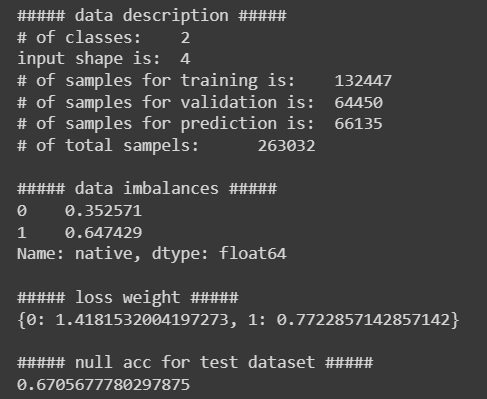 ##### data description #####
# of classes: 2
input shape is: 4
# of samples for training is: 132447
# of samples for validation is: 64450
# of samples for prediction is: 66135
# of total sampels: 263032
##### data imbalances #####
0 0.352571
1 0.647429
Name: native, dtype: float64
##### loss weight #####
{0: 1.4181532004197273, 1: 0.7722857142857142}
##### null acc for test dataset #####
0.6705677780297875